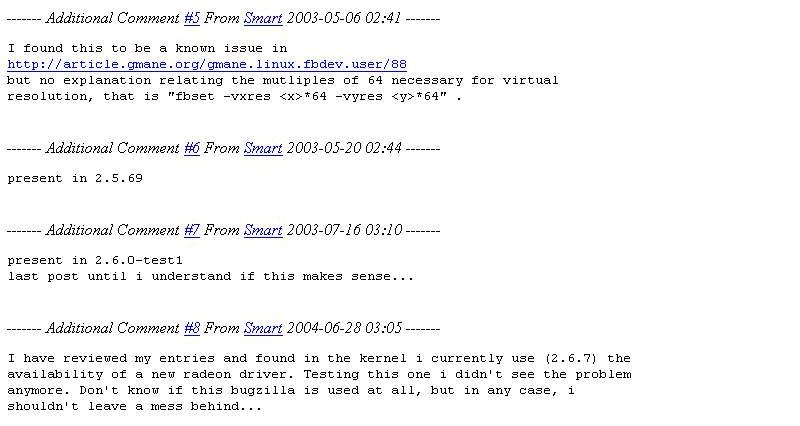 ------- Additional Comment #5 From Smart 2003-05-06 02:41 -------
I found this to be a known issue in
http://article.gmane.org/gmane.linux.fbdev.user/88
but no explanation relating the mutliples of 64 necessary for virtual
resolution, that is "fbset -vxres <x>*64 -vyres <y>*64" .
------- Additional Comment #6 From Smart 2003-05-20 02:44 -------
present in 2.5.69
------- Additional Comment #7 From Smart 2003-07-16 03:10 -------
present in 2.6.0-test1
last post until i understand if this makes sense...
------- Additional Comment #8 From Smart 2004-06-28 03:05 -------
I have reviewed my entries and found in the kernel i currently use (2.6.7) the
availability of a new radeon driver. Testing this one i didn't see the problem
anymore. Don't know if this bugzilla is used at all, but in any case, i
shouldn't leave a mess behind...